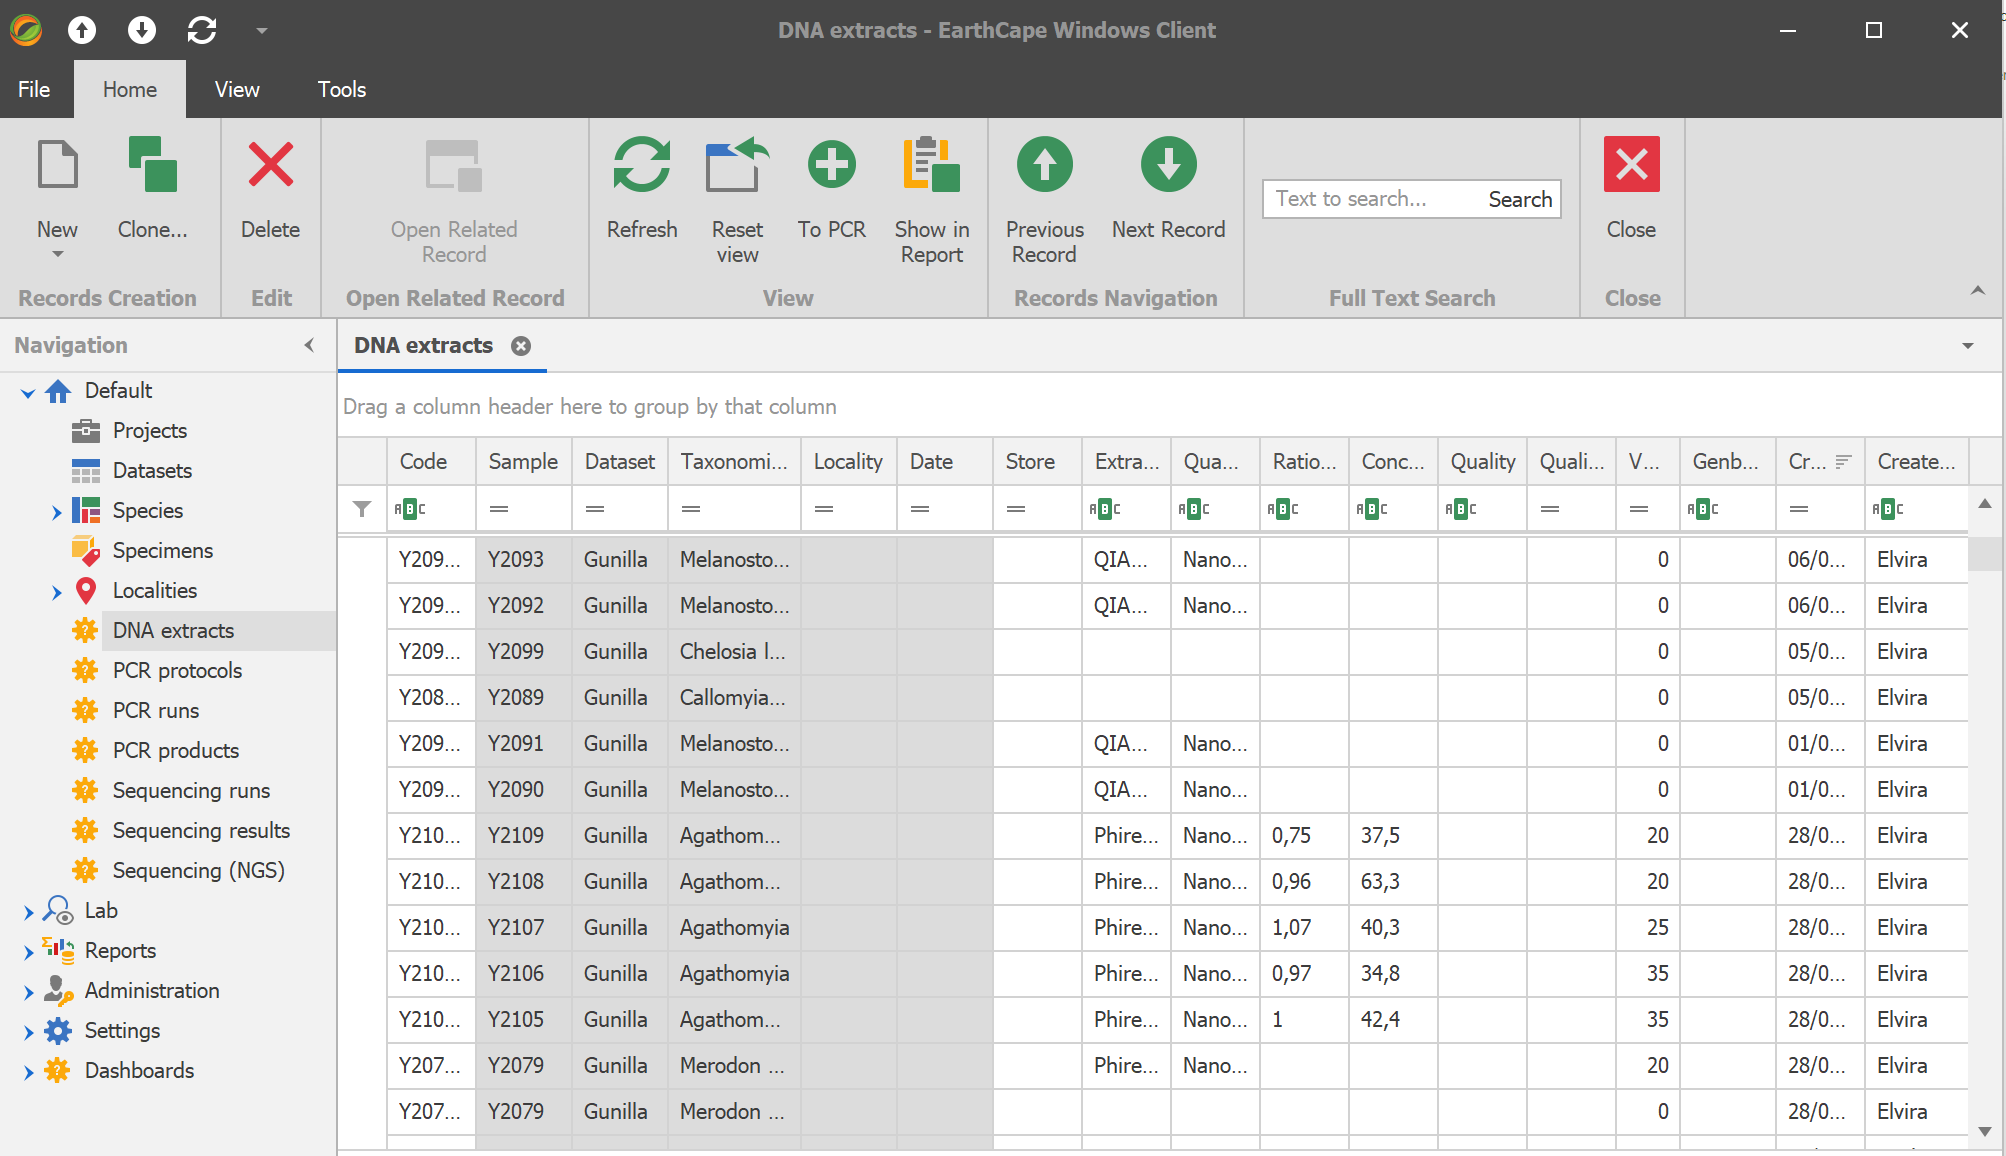 DNA extracts - EarthCape Windows Client
File Home View Tools
New Clone... Delete Open Related Record Refresh Reset view To PCR Show in Report Previous Record Next Record Text to search... Search Close
Records Creation Edit Open Related Record View Records Navigation Full Text Search Close
Navigation
Default
Projects
Datasets
Species
Specimens
Localities
DNA extracts
PCR protocols
PCR runs
PCR products
Sequencing runs
Sequencing results
Sequencing (NGS)
Lab
Reports
Administration
Settings
Dashboards
DNA extracts
Drag a column header here to group by that column
Code Sample Dataset Taxonomi... Locality Date Store Extra... Qua... Ratio... Conc... Quality Quali... V... Genb... Cr... Create...
ABC = = = = = = ABC ABC ABC ABC ABC = = ABC = ABC
Y209... Y2093 Gunilla Melanosto... QIA... Nano... 0 06/0... Elvira
Y209... Y2092 Gunilla Melanosto... QIA... Nano... 0 06/0... Elvira
Y209... Y2099 Gunilla Chelosia l... 0 05/0... Elvira
Y208... Y2089 Gunilla Callomyia... 0 05/0... Elvira
Y209... Y2091 Gunilla Melanosto... QIA... Nano... 0 01/0... Elvira
Y209... Y2090 Gunilla Melanosto... QIA... Nano... 0 01/0... Elvira
Y210... Y2109 Gunilla Agathom... Phire... Nano... 0,75 37,5 20 28/0... Elvira
Y210... Y2108 Gunilla Agathom... Phire... Nano... 0,96 63,3 20 28/0... Elvira
Y210... Y2107 Gunilla Agathomyia Phire... Nano... 1,07 40,3 25 28/0... Elvira
Y210... Y2106 Gunilla Agathomyia Phire... Nano... 0,97 34,8 35 28/0... Elvira
Y210... Y2105 Gunilla Agathom... Phire... Nano... 1 42,4 35 28/0... Elvira
Y207... Y2079 Gunilla Merodon ... Phire... Nano... 20 28/0... Elvira
Y207... Y2079 Gunilla Merodon ... 0 28/0... Elvira